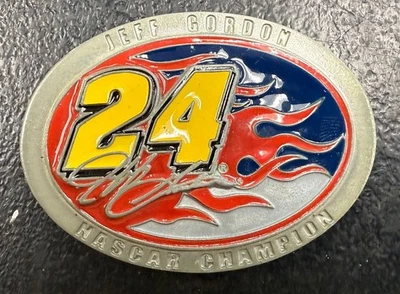 JEFF GORDON
24
®
NASCAR CHAMPION